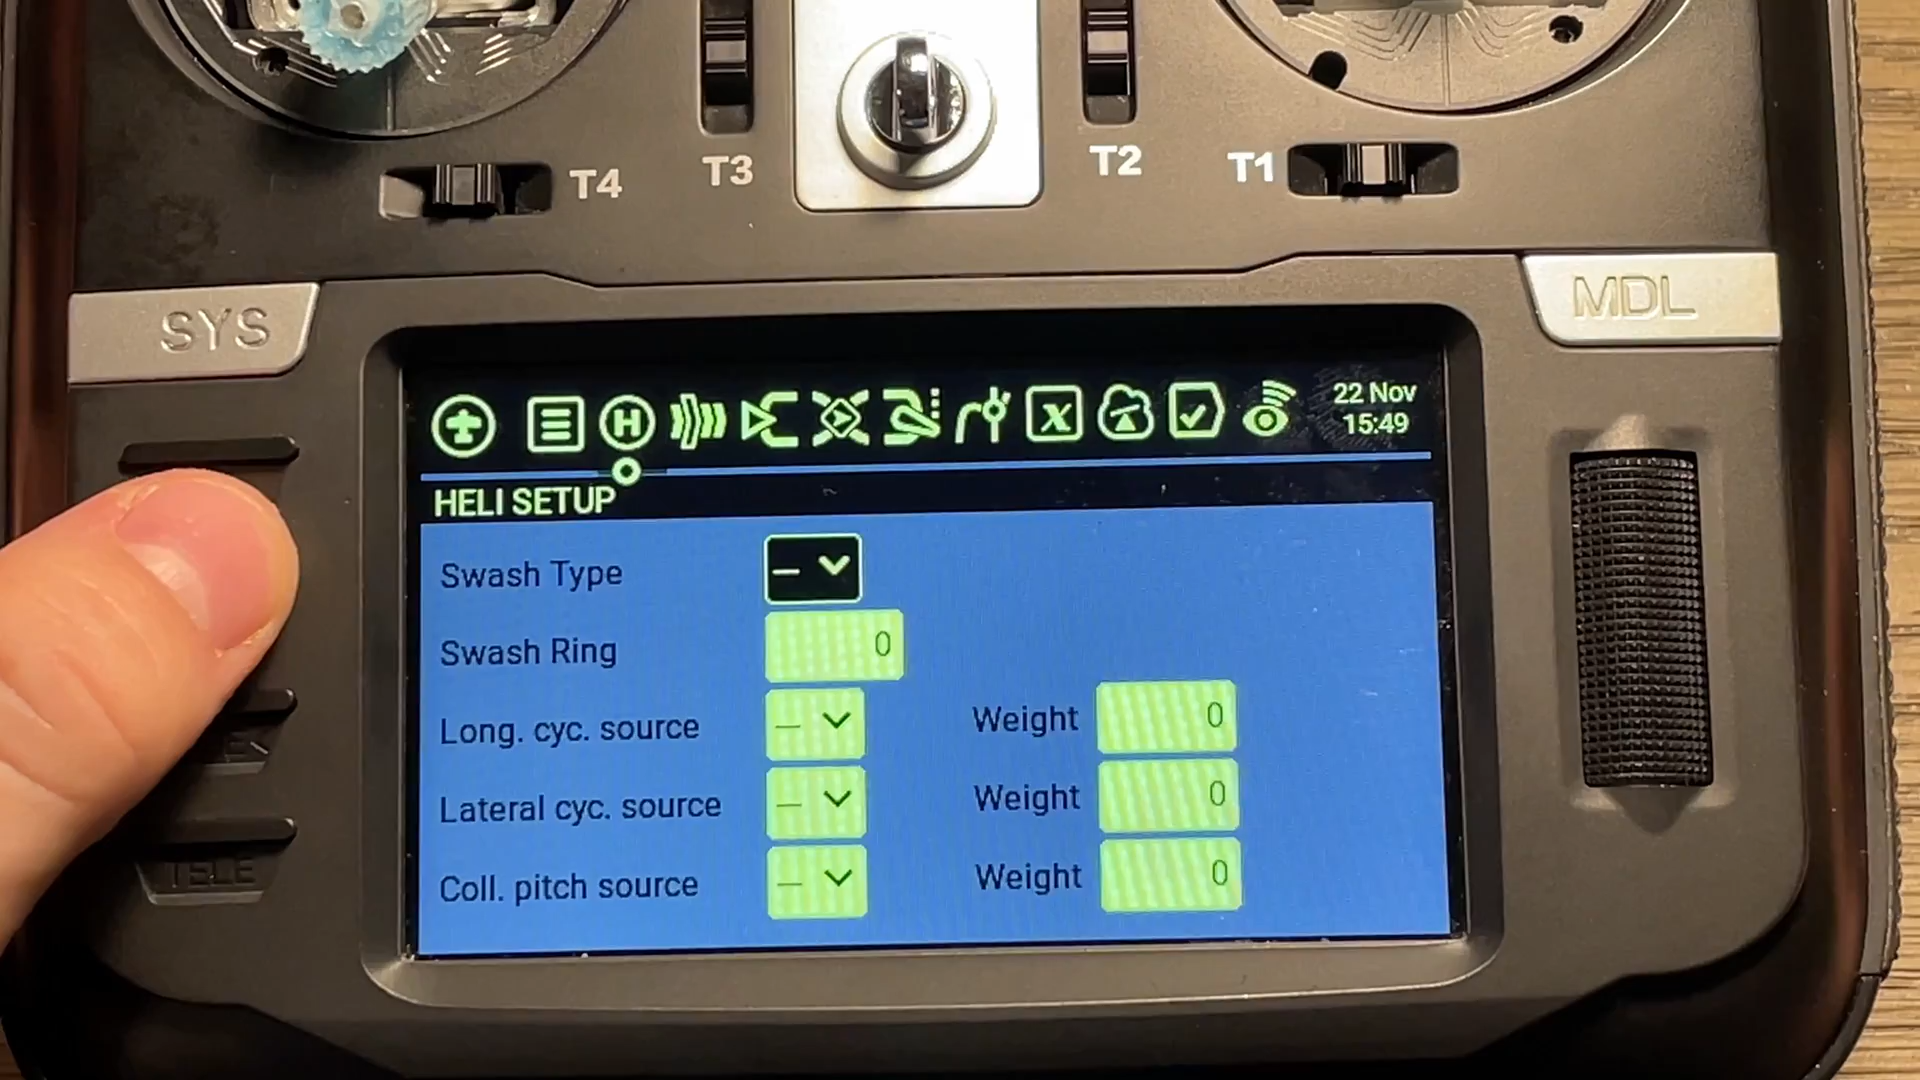 T4
T3
T2
T1
SYS
MDL
H
x
22 Nov
15:49
HELI SETUP
Swash Type —
Swash Ring 0
Long. cyc. source — Weight 0
Lateral cyc. source — Weight 0
Coll. pitch source — Weight 0
TELE